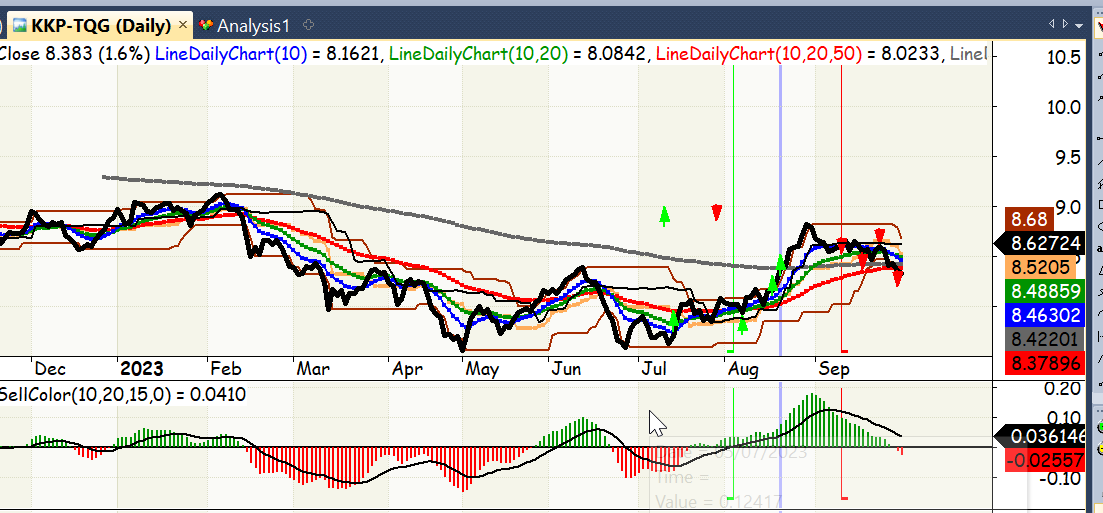 KKP-TQG (Daily) × Analysis1
Close 8.383 (1.6%) LineDailyChart(10) = 8.1621, LineDailyChart(10,20) = 8.0842, LineDailyChart(10,20,50) = 8.0233, LineD
10.5
10.0
9.5
9.0
8.68
8.62724
8.5205
8.48859
8.46302
8.42201
8.37896
Dec 2023 Feb Mar Apr May Jun Jul Aug Sep
SellColor(10,20,15,0) = 0.0410
0.20
0.10
0.036146
-0.02557
-0.10
/07/2023
Time =
Value = 0.12417